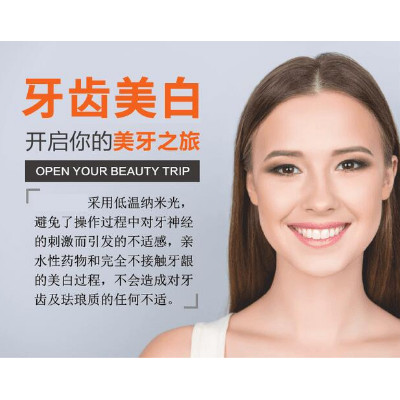 牙齿美白
开启你的美牙之旅
OPEN YOUR BEAUTY TRIP
采用低温纳米光，
避免了操作过程中对牙神经
的刺激而引发的不适感，亲
水性药物和完全不接触牙龈
的美白过程，不会造成对牙
齿及珐琅质的任何不适。